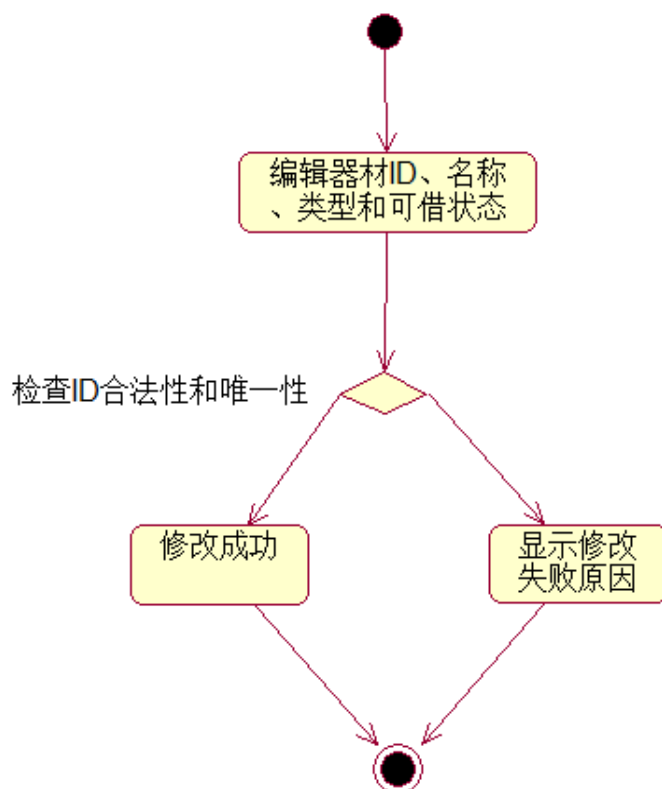 编辑器材ID、名称
、类型和可借状态
检查ID合法性和唯一性
修改成功
显示修改
失败原因